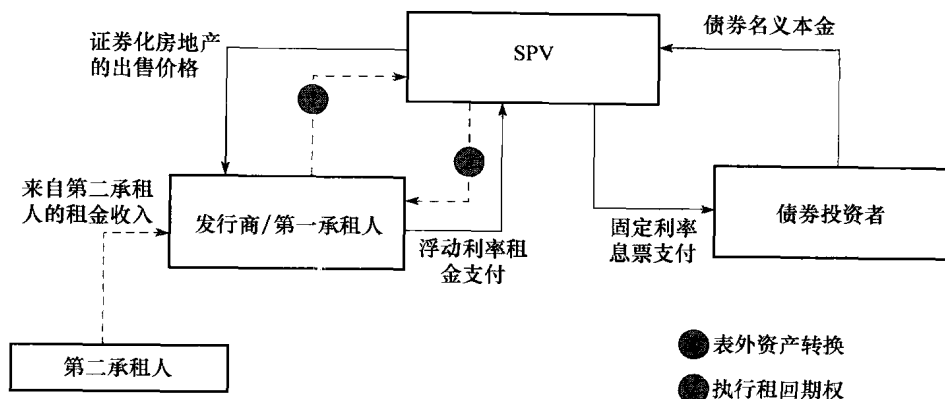 债券名义本金
证券化房地产
的出售价格
SPV
来自第二承租
人的租金收入
发行商/第一承租人
浮动利率租
金支付
固定利率
息票支付
债券投资者
第二承租人
表外资产转换
执行租回期权